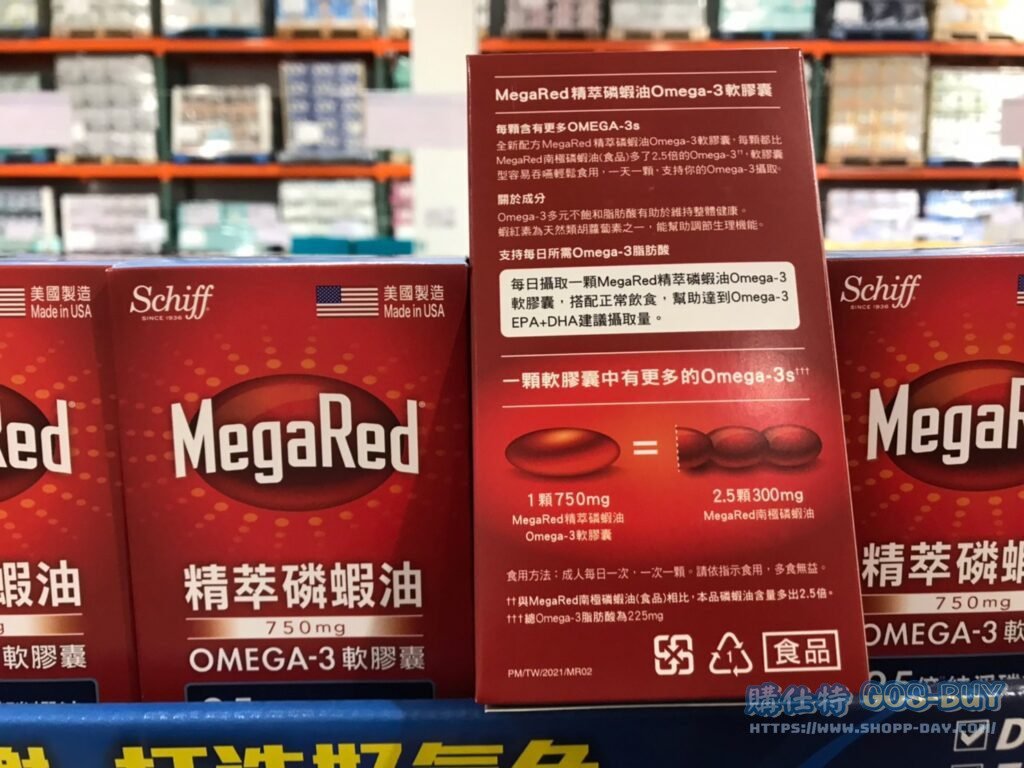 MegaRed精萃磷蝦油Omega-3軟膠囊
每顆含有更多OMEGA-3s
全新配方MegaRed精萃磷蝦油Omega-3軟膠囊，每顆都比
MegaRed南極磷蝦油(食品)多了2.5倍的Omega-3††，軟膠囊
型容易吞嚥輕鬆食用，一天一顆，支持你的Omega-3攝取。
關於成分
Omega-3多元不飽和脂肪酸有助於維持整體健康。
蝦紅素為天然類胡蘿蔔素之一，能幫助調節生理機能。
支持每日所需Omega-3脂肪酸
每日攝取一顆MegaRed精萃磷蝦油Omega-3
軟膠囊，搭配正常飲食，幫助達到Omega-3
EPA+DHA建議攝取量。
一顆軟膠囊中有更多的Omega-3s†††
=
1顆750mg
MegaRed精萃磷蝦油
Omega-3軟膠囊
2.5顆300mg
MegaRed南極磷蝦油
食用方法：成人每日一次，一次一顆。請依指示食用，多食無益。
††與MegaRed南極磷蝦油(食品)相比，本品磷蝦油含量多出2.5倍。
†††總Omega-3脂肪酸為225mg
PM/TW/2021/MR02
食品
美國製造
Made in USA
Red
蝦油
軟膠囊
Schiff
SINCE 1936
美國製造
Made in USA
MegaRed
精萃磷蝦油
750mg
OMEGA-3軟膠囊
Schiff
SINCE 1936
MegaR
精萃磷蝦
750mg
OMEGA-3軟
打造好氣色
購仕特 GOS-BUY
HTTPS://WWW.SHOPP-DAY.COM/